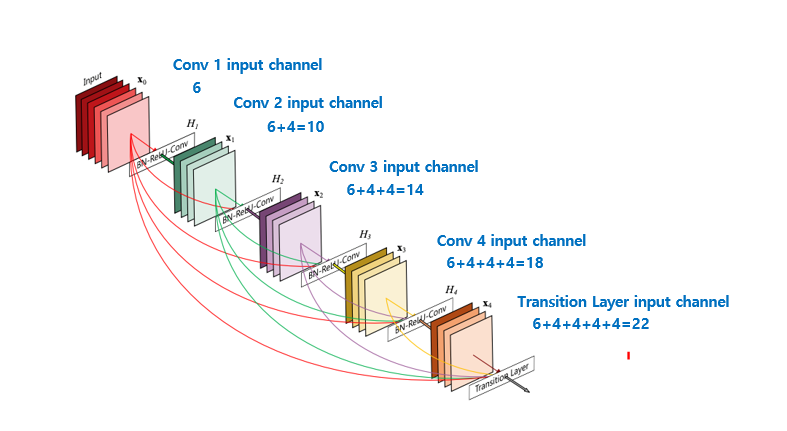 Input
x₀
Conv 1 input channel
6
H₁
BN-ReLU-Conv
x₁
Conv 2 input channel
6+4=10
H₂
BN-ReLU-Conv
x₂
Conv 3 input channel
6+4+4=14
H₃
BN-ReLU-Conv
x₃
Conv 4 input channel
6+4+4+4=18
H₄
BN-ReLU-Conv
x₄
Transition Layer input channel
6+4+4+4+4=22
Transition Layer